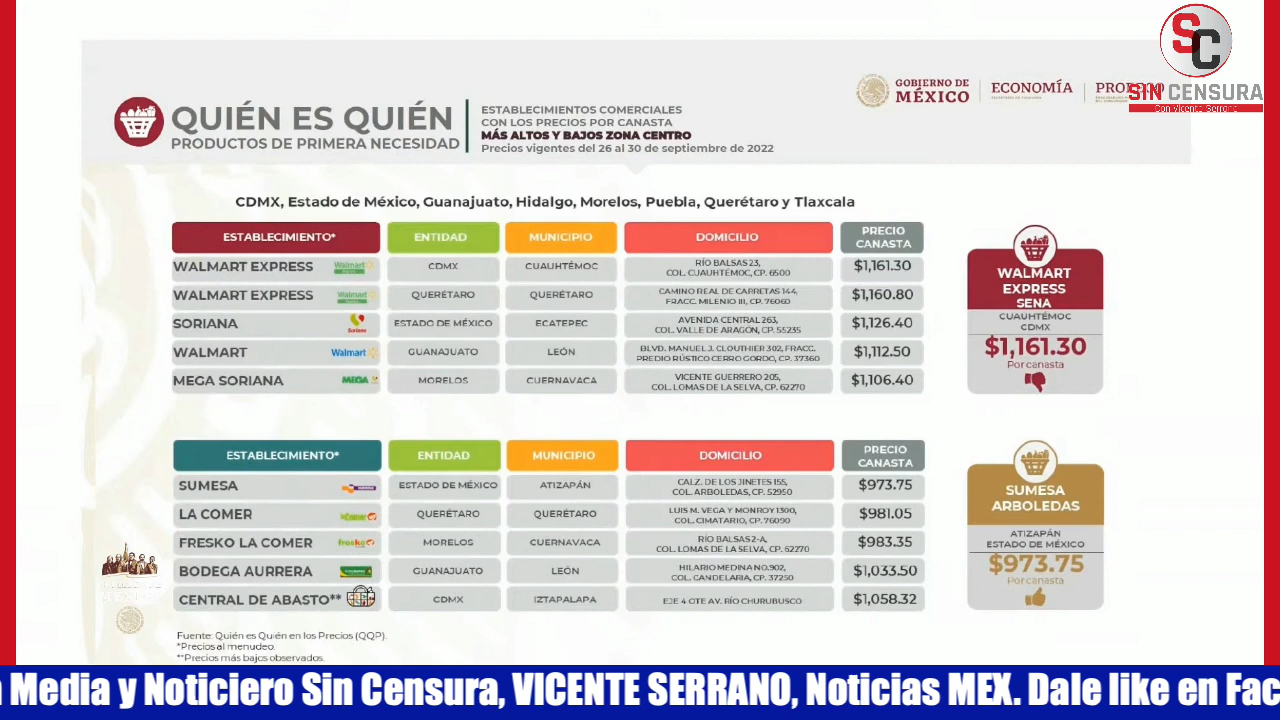 SC
SIN CENSURA
Con Vicente Serrano
GOBIERNO DE
MÉXICO
ECONOMÍA
QUIÉN ES QUIÉN
PRODUCTOS DE PRIMERA NECESIDAD
ESTABLECIMIENTOS COMERCIALES
CON LOS PRECIOS POR CANASTA
MÁS ALTOS Y BAJOS ZONA CENTRO
Precios vigentes del 26 al 30 de septiembre de 2022
CDMX, Estado de México, Guanajuato, Hidalgo, Morelos, Puebla, Querétaro y Tlaxcala
ESTABLECIMIENTO* ENTIDAD MUNICIPIO DOMICILIO PRECIO CANASTA
WALMART EXPRESS Walmart CDMX CUAUHTÉMOC RÍO BALSAS 23, COL. CUAUHTÉMOC, CP. 6500 $1,161.30
WALMART EXPRESS Walmart QUERÉTARO QUERÉTARO CAMINO REAL DE CARRETAS 144, FRACC. MILENIO III, CP. 76060 $1,160.80
SORIANA Soriana ESTADO DE MÉXICO ECATEPEC AVENIDA CENTRAL 263, COL. VALLE DE ARAGÓN, CP. 55235 $1,126.40
WALMART Walmart GUANAJUATO LEÓN BLVD. MANUEL J. CLOUTHIER 302, FRACC. PREDIO RÚSTICO CERRO GORDO, CP. 37360 $1,112.50
MEGA SORIANA MEGA MORELOS CUERNAVACA VICENTE GUERRERO 205, COL. LOMAS DE LA SELVA, CP. 62270 $1,106.40
WALMART
EXPRESS
SENA
CUAUHTÉMOC
CDMX
$1,161.30
Por canasta
ESTABLECIMIENTO* ENTIDAD MUNICIPIO DOMICILIO PRECIO CANASTA
SUMESA ESTADO DE MÉXICO ATIZAPÁN CALZ. DE LOS JINETES 155, COL. ARBOLEDAS, CP. 52950 $973.75
LA COMER QUERÉTARO QUERÉTARO LUIS M. VEGA Y MONROY 1300, COL. CIMATARIO, CP. 76090 $981.05
FRESKO LA COMER fresko MORELOS CUERNAVACA RÍO BALSAS 2-A, COL. LOMAS DE LA SELVA, CP. 62270 $983.35
BODEGA AURRERA GUANAJUATO LEÓN HILARIO MEDINA NO.902, COL. CANDELARIA, CP. 37250 $1,033.50
CENTRAL DE ABASTO** CDMX IZTAPALAPA EJE 4 OTE AV. RÍO CHURUBUSCO $1,058.32
SUMESA
ARBOLEDAS
ATIZAPÁN
ESTADO DE MÉXICO
$973.75
Por canasta
Fuente: Quién es Quién en los Precios (QQP).
*Precios al menudeo.
**Precios más bajos observados.
Media y Noticiero Sin Censura, VICENTE SERRANO, Noticias MEX. Dale like en Fac